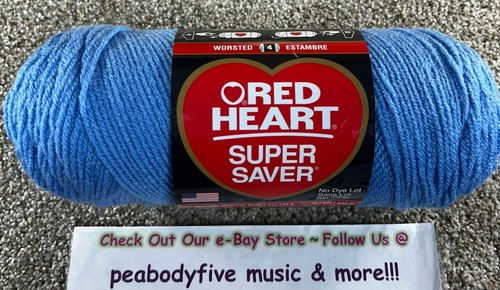 WORSTED 4 ESTAMBRE
RED
HEART
SUPER
SAVER
No Dye Lot
Check Out Our e-Bay Store ~ Follow Us @
peabodyfive music & more!!!